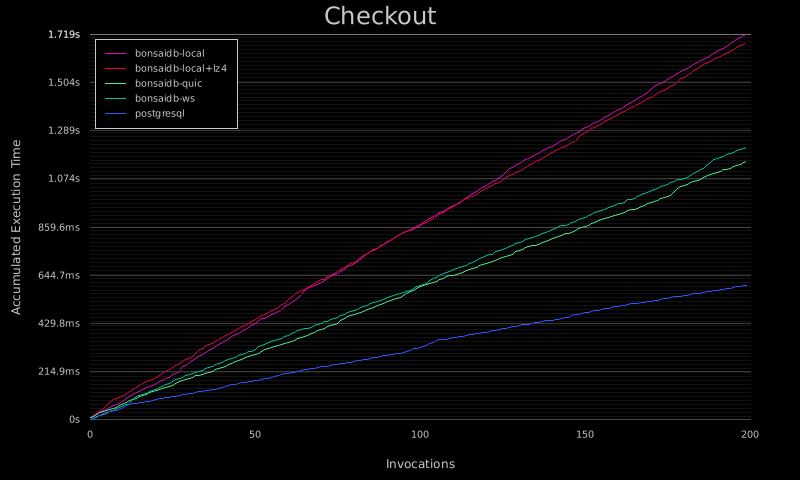 Checkout
1.719s
1.504s
1.289s
1.074s
859.6ms
644.7ms
429.8ms
214.9ms
0s
Accumulated Execution Time
bonsaidb-local
bonsaidb-local+lz4
bonsaidb-quic
bonsaidb-ws
postgresql
0 50 100 150 200
Invocations